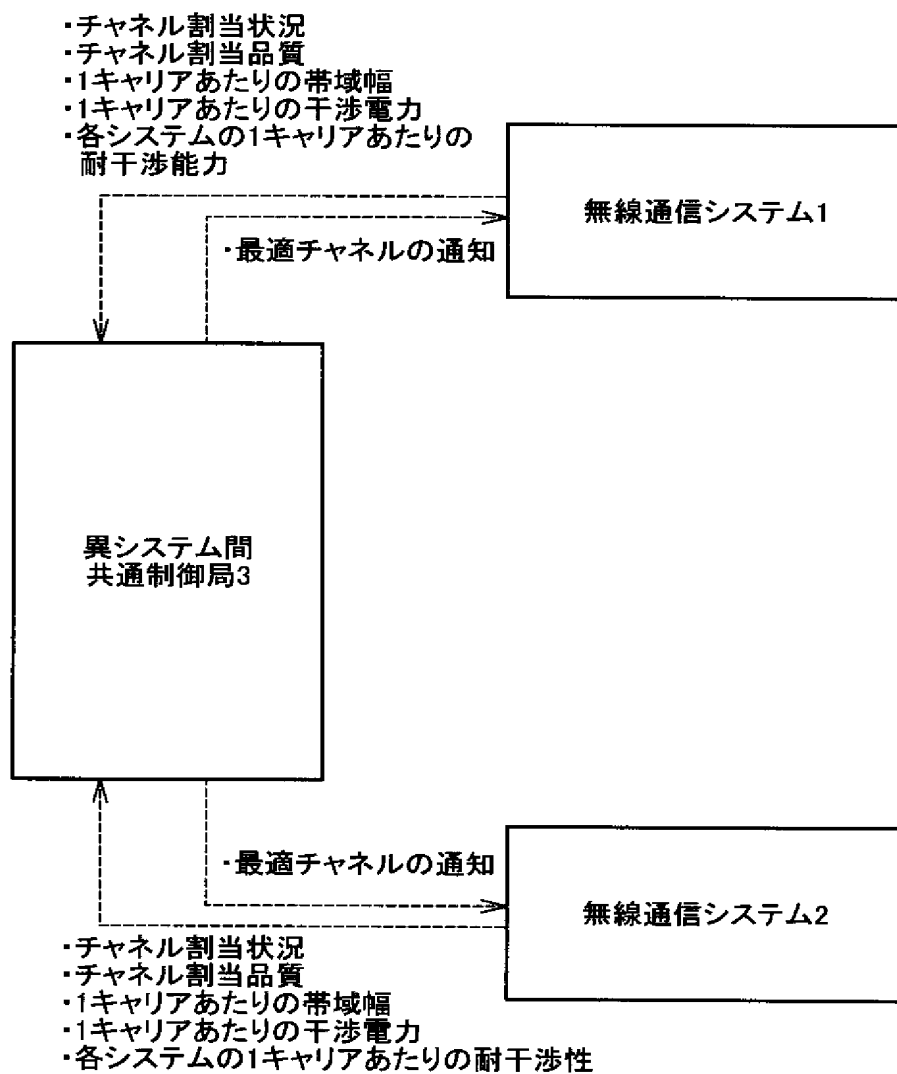 ・チャネル割当状況
・チャネル割当品質
・1キャリアあたりの帯域幅
・1キャリアあたりの干渉電力
・各システムの1キャリアあたりの
耐干渉能力
無線通信システム1
・最適チャネルの通知
異システム間
共通制御局3
・最適チャネルの通知
無線通信システム2
・チャネル割当状況
・チャネル割当品質
・1キャリアあたりの帯域幅
・1キャリアあたりの干渉電力
・各システムの1キャリアあたりの耐干渉性